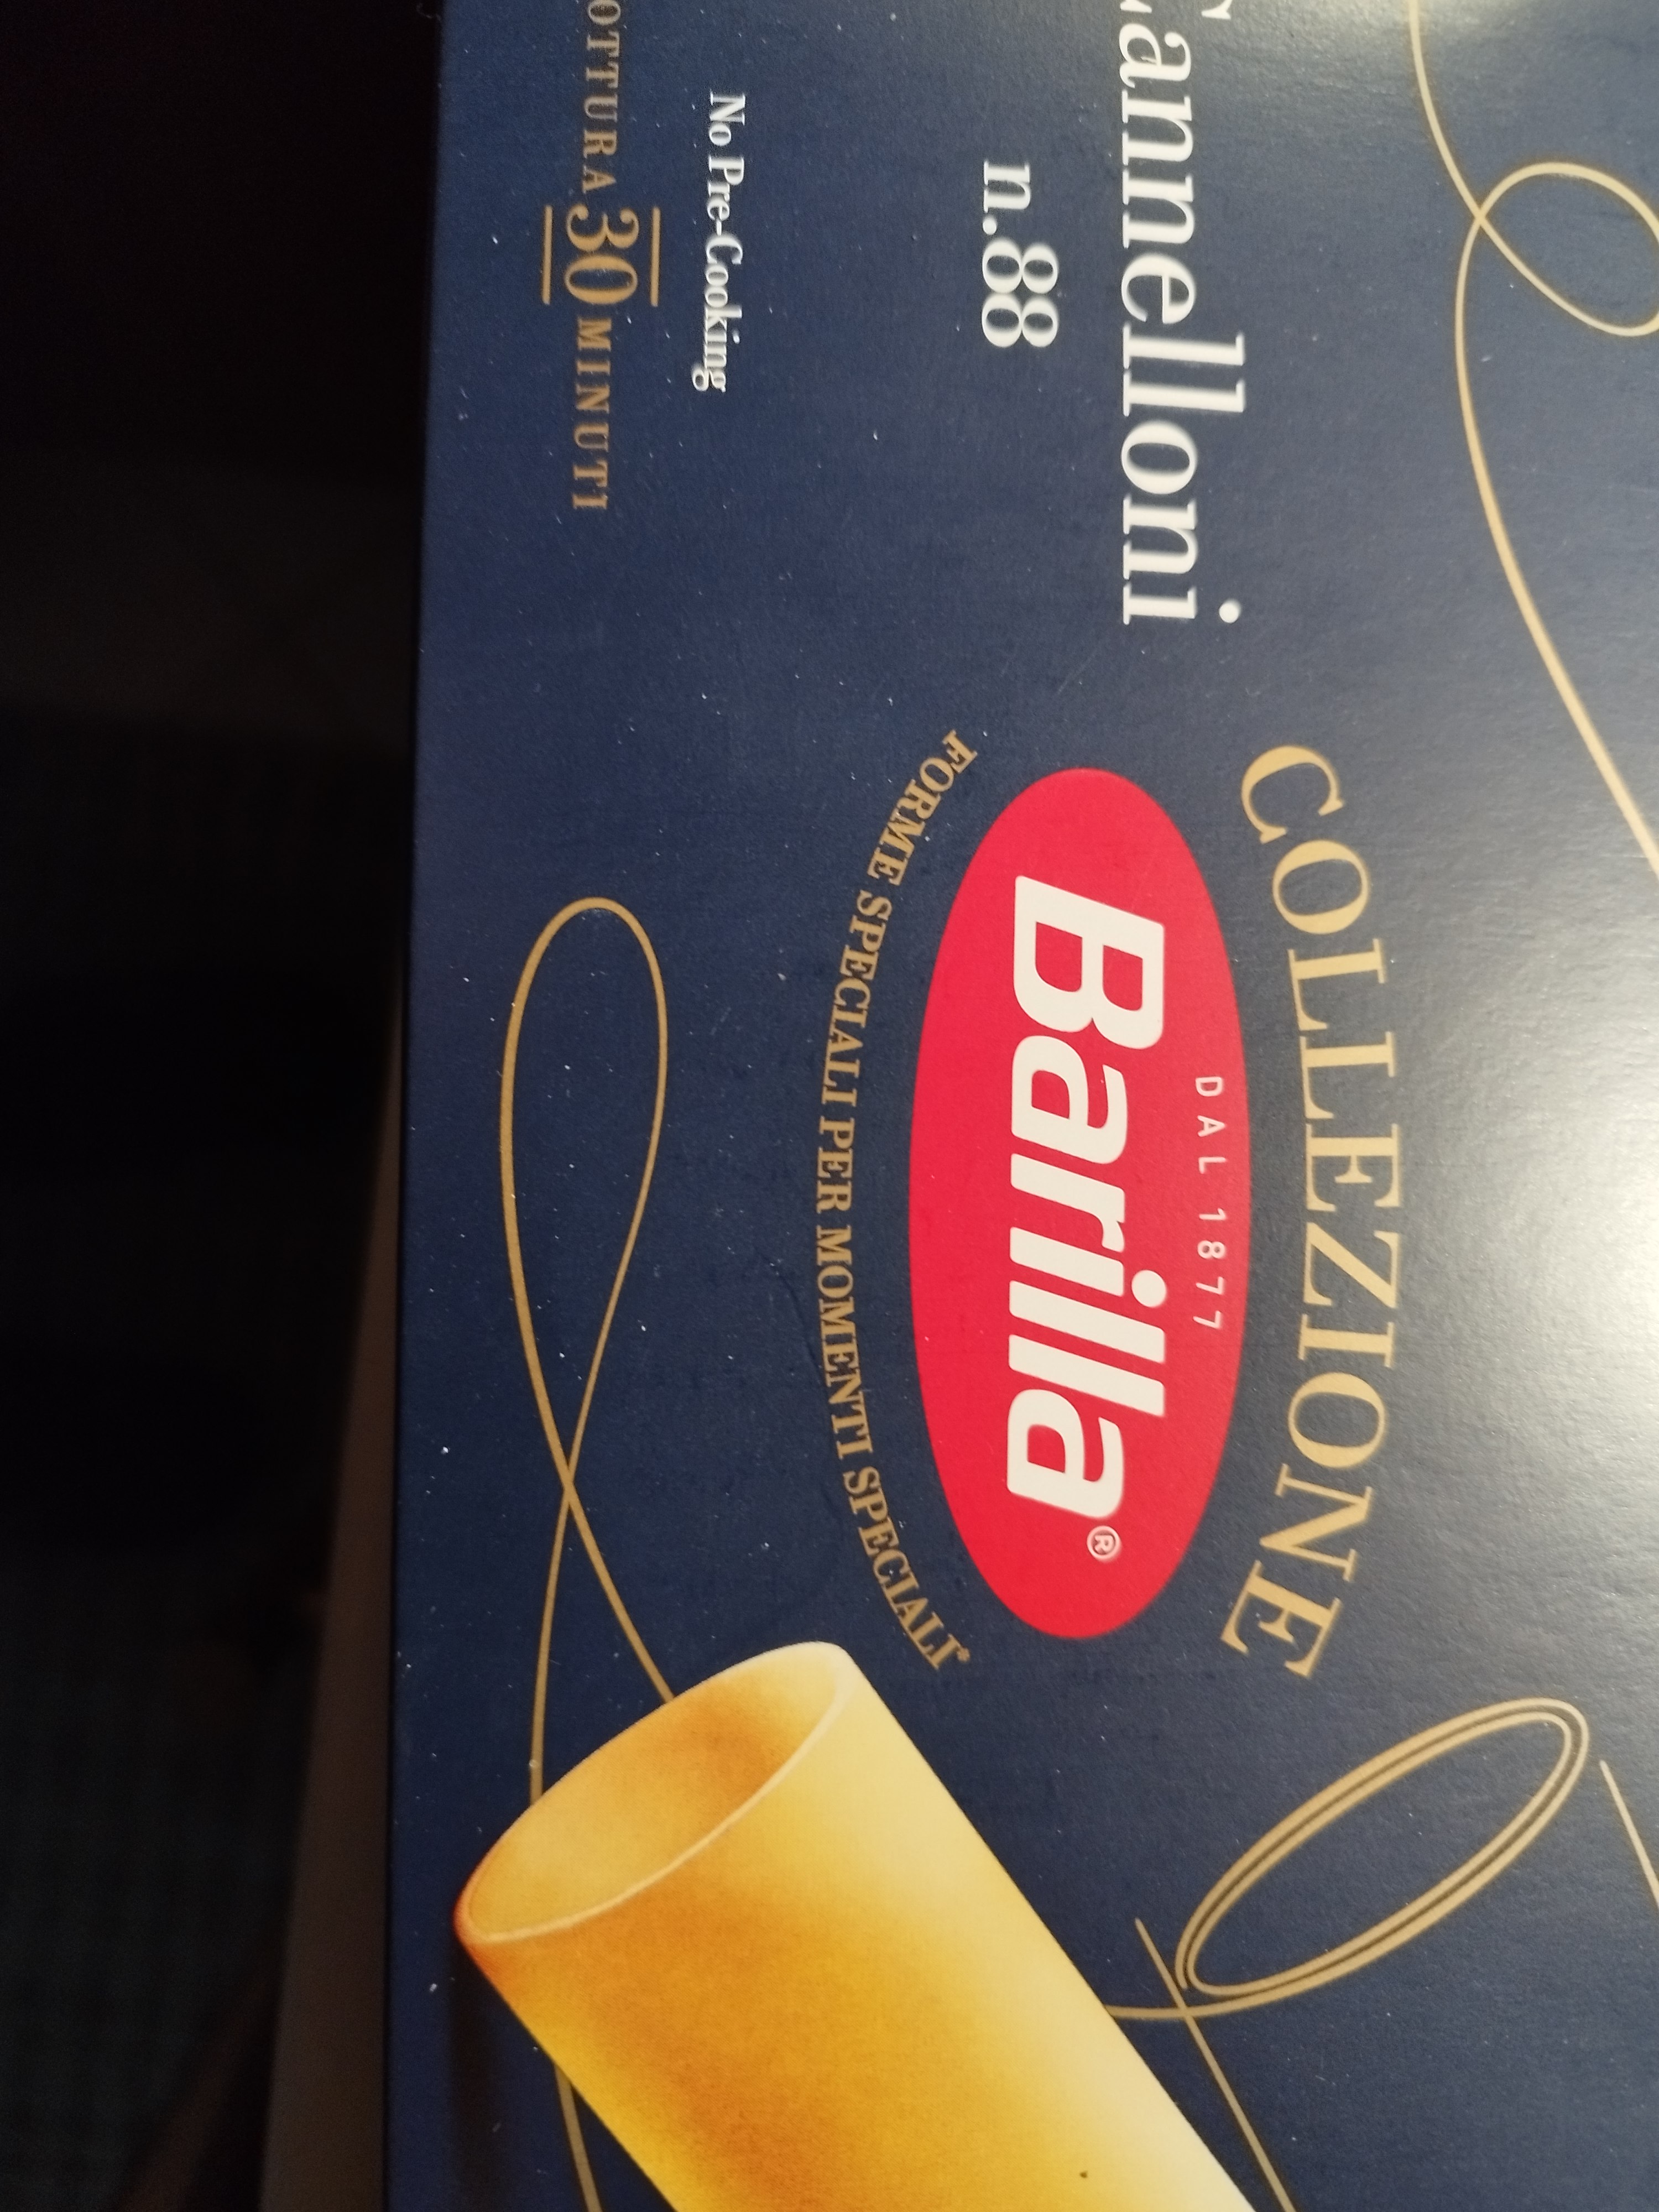 COLLEZIONE
DAL 1877
Barilla®
FORME SPECIALI PER MOMENTI SPECIALI*
annelloni
n.88
No Pre-Cooking
OTTURA 30 MINUTI